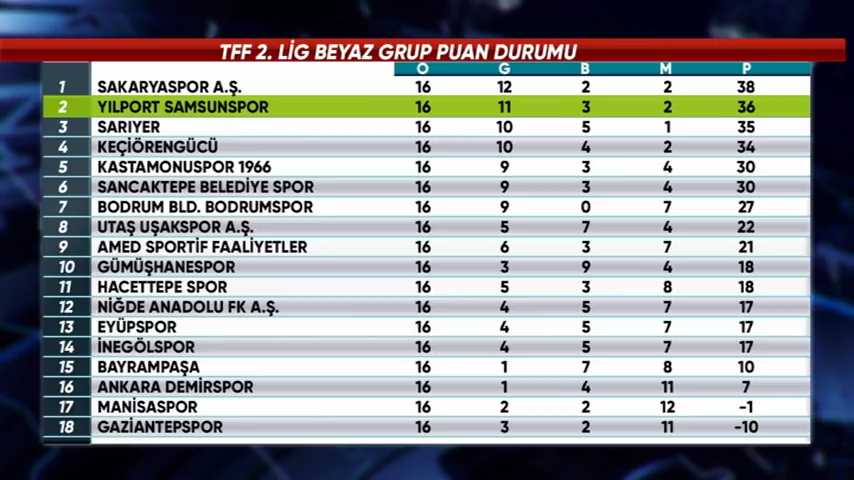 TFF 2. LİG BEYAZ GRUP PUAN DURUMU
O G B M P
1 SAKARYASPOR A.Ş. 16 12 2 2 38
2 YILPORT SAMSUNSPOR 16 11 3 2 36
3 SARIYER 16 10 5 1 35
4 KEÇİÖRENGÜCÜ 16 10 4 2 34
5 KASTAMONUSPOR 1966 16 9 3 4 30
6 SANCAKTEPE BELEDİYE SPOR 16 9 3 4 30
7 BODRUM BLD. BODRUMSPOR 16 9 0 7 27
8 UTAŞ UŞAKSPOR A.Ş. 16 5 7 4 22
9 AMED SPORTİF FAALİYETLER 16 6 3 7 21
10 GÜMÜŞHANESPOR 16 3 9 4 18
11 HACETTEPE SPOR 16 5 3 8 18
12 NİĞDE ANADOLU FK A.Ş. 16 4 5 7 17
13 EYÜPSPOR 16 4 5 7 17
14 İNEGÖLSPOR 16 4 5 7 17
15 BAYRAMPAŞA 16 1 7 8 10
16 ANKARA DEMİRSPOR 16 1 4 11 7
17 MANİSASPOR 16 2 2 12 -1
18 GAZİANTEPSPOR 16 3 2 11 -10